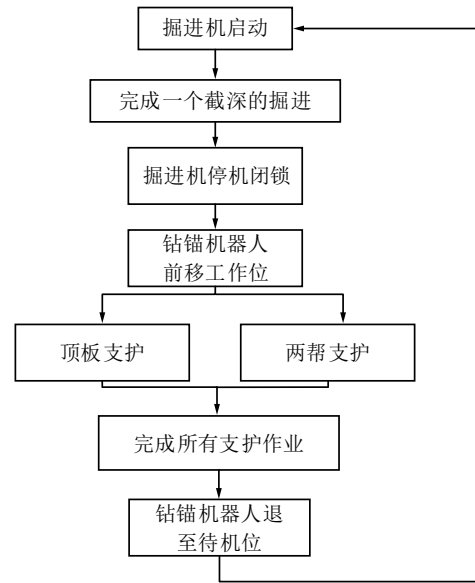 掘进机启动
完成一个截深的掘进
掘进机停机闭锁
钻锚机器人
前移工作位
顶板支护
两帮支护
完成所有支护作业
钻锚机器人退
至待机位